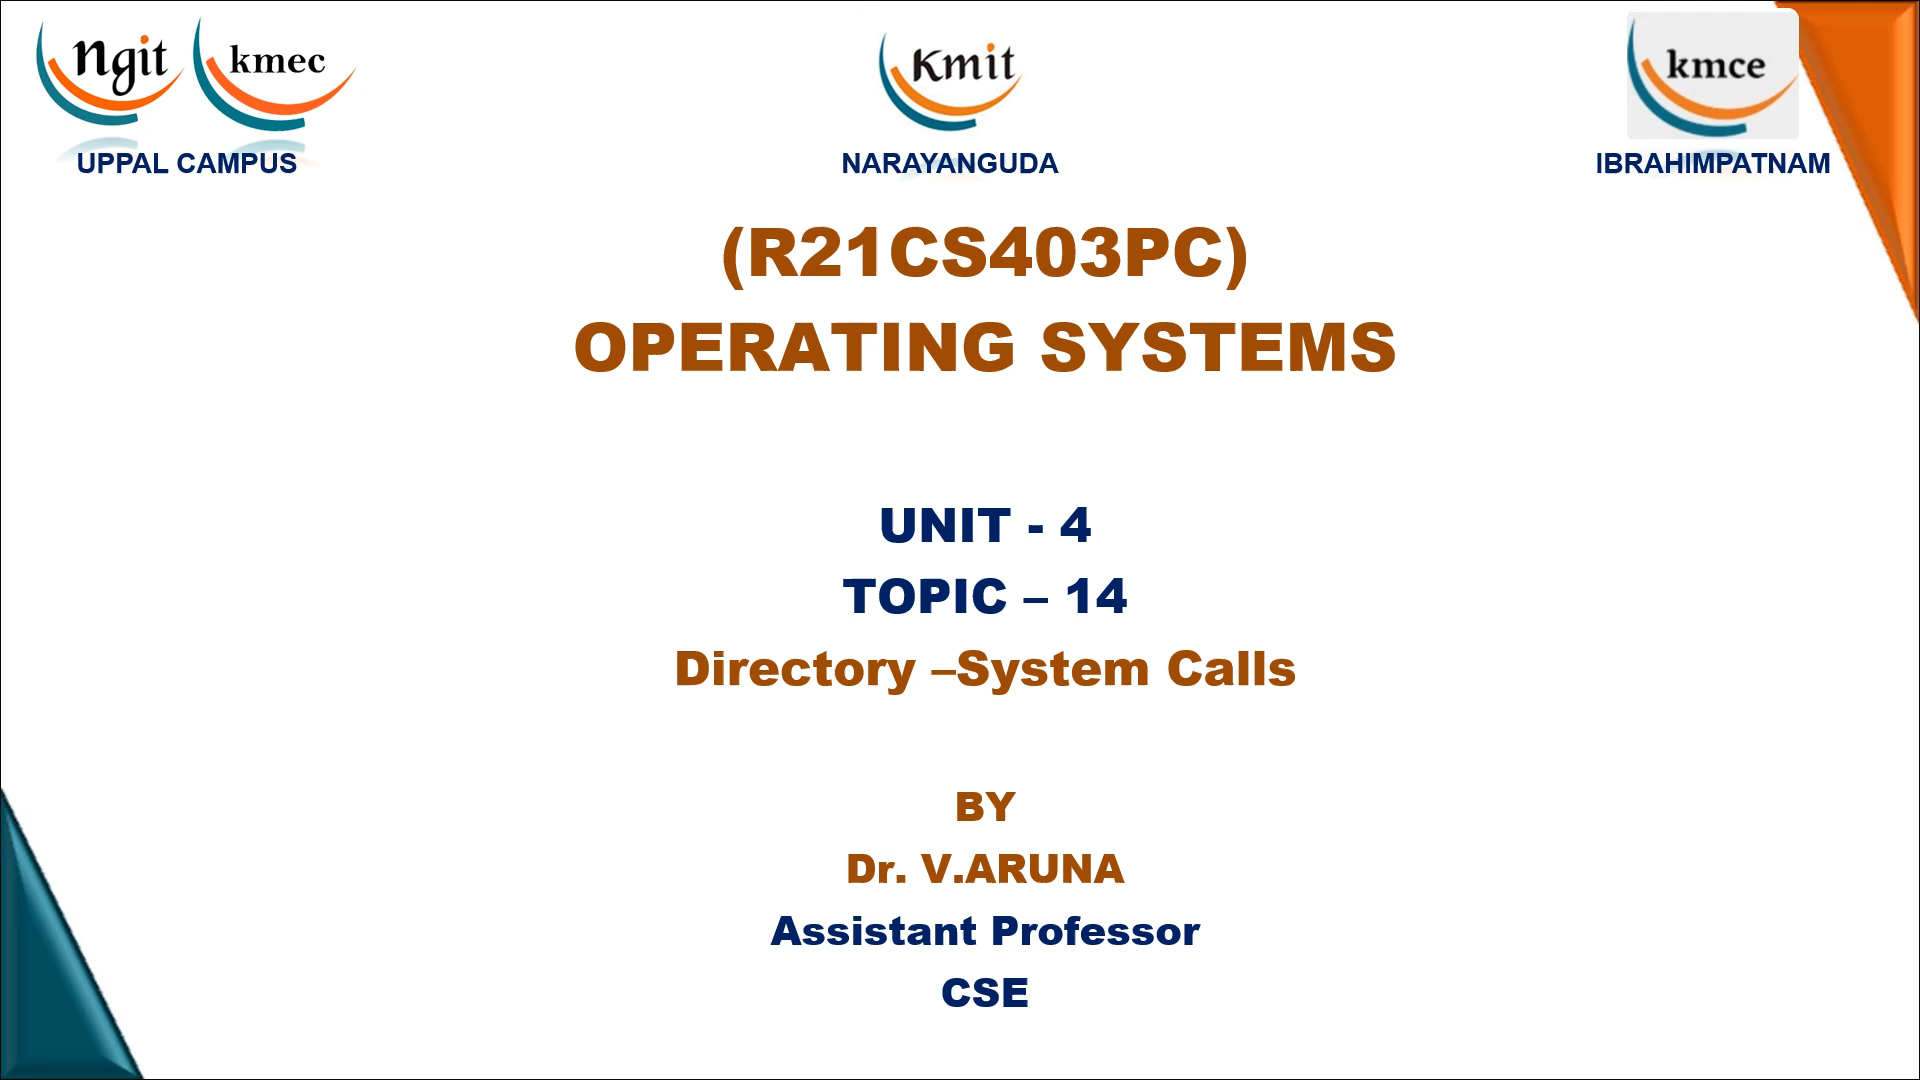 ngit kmec Kmit kmce
UPPAL CAMPUS NARAYANGUDA IBRAHIMPATNAM
(R21CS403PC)
OPERATING SYSTEMS
UNIT - 4
TOPIC – 14
Directory –System Calls
BY
Dr. V.ARUNA
Assistant Professor
CSE